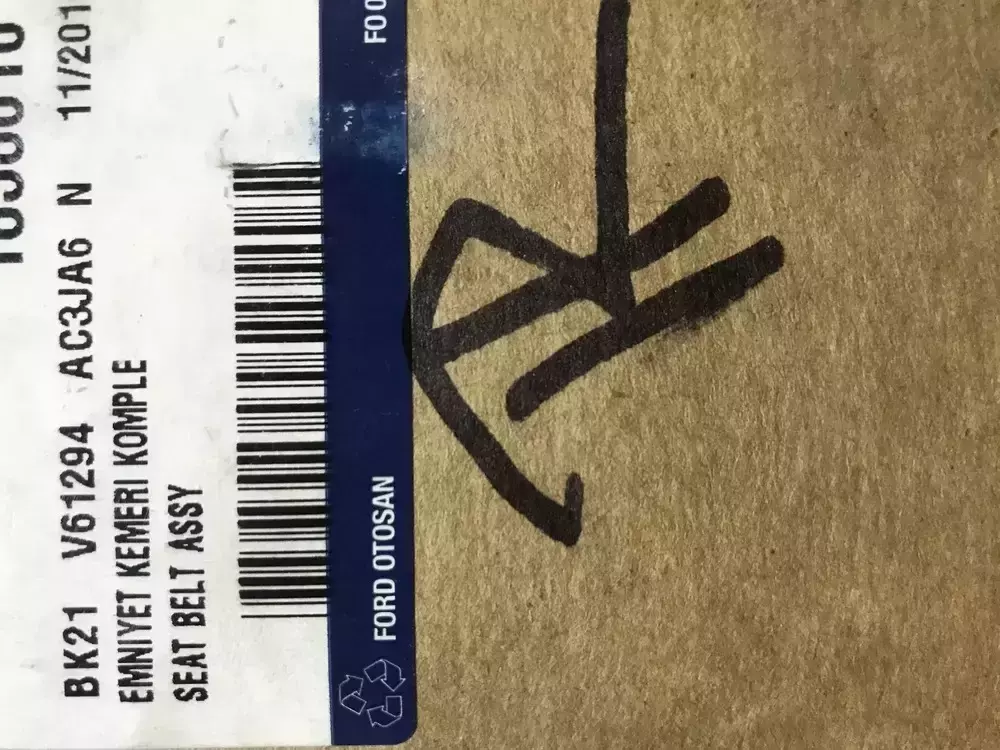 BK21 V61294 AC3JA6 N 11/201
EMNIYET KEMERI KOMPLE
SEAT BELT ASSY
FORD OTOSAN